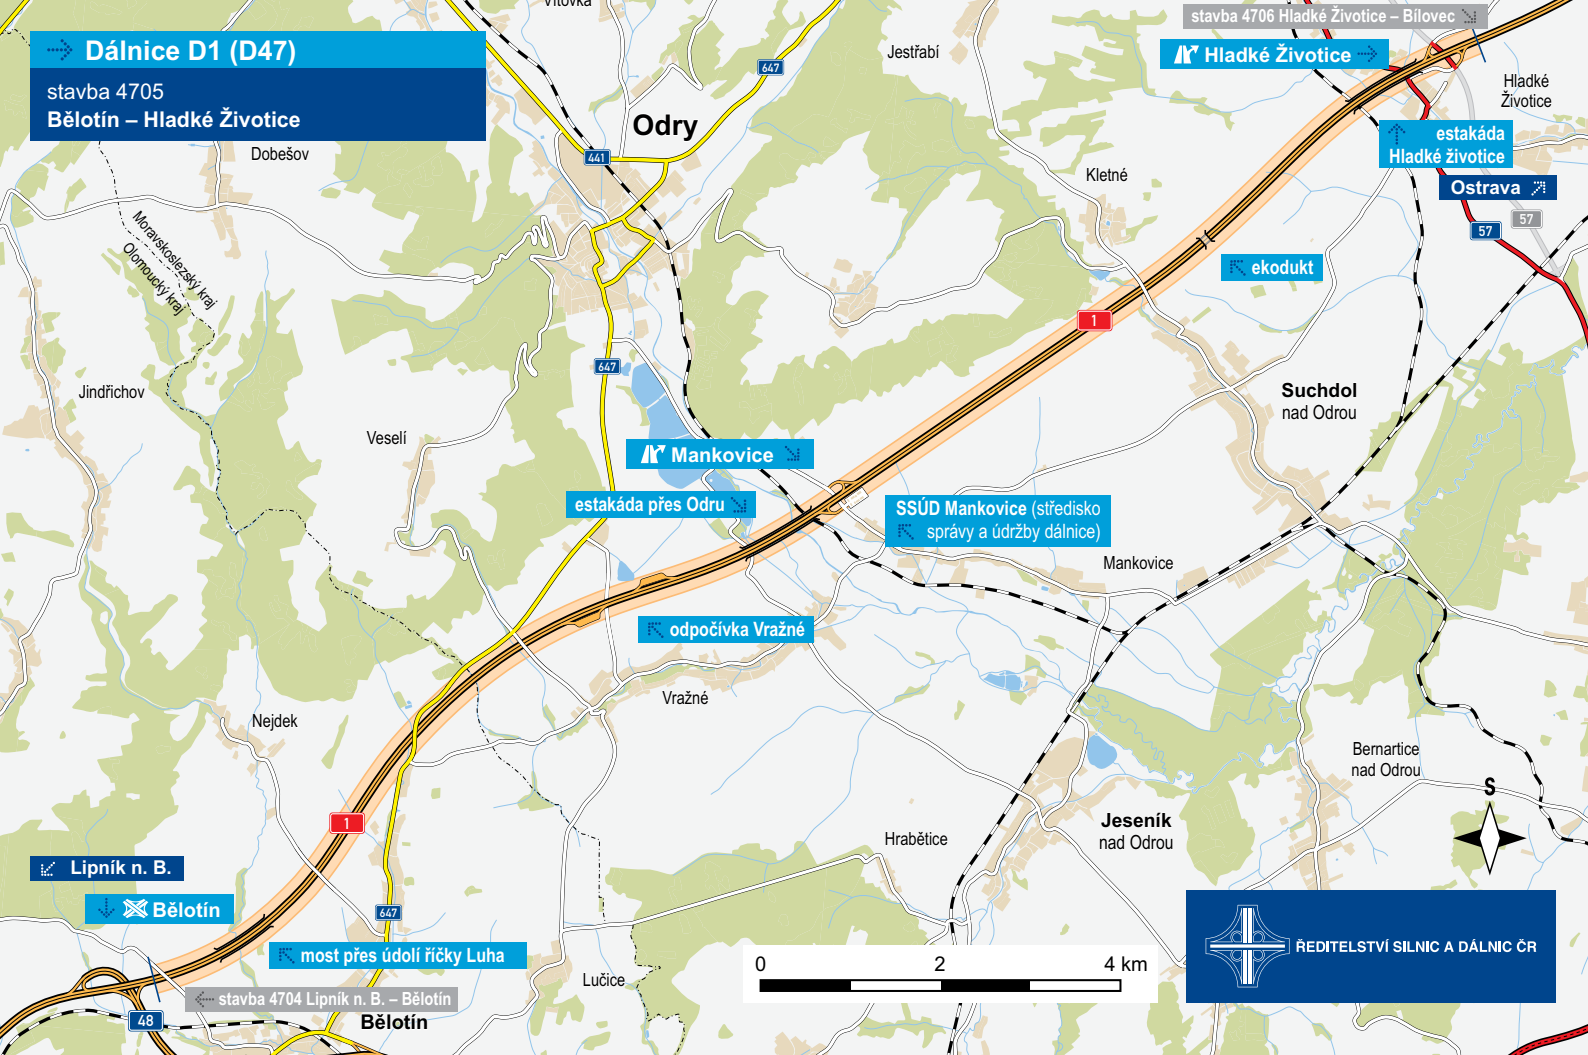 Vítovka
stavba 4706 Hladké Životice – Bílovec
Dálnice D1 (D47)
stavba 4705
Bělotín – Hladké Životice
Jestřabí
Hladké Životice
647
Hladké
Životice
Odry
441
Dobešov
estakáda
Hladké životice
Kletné
Ostrava
57
57
Moravskoslezský kraj
Olomoucký kraj
ekodukt
1
647
Jindřichov
Suchdol
nad Odrou
Veselí
Mankovice
estakáda přes Odru
SSÚD Mankovice (středisko
správy a údržby dálnice)
Mankovice
odpočívka Vražné
Vražné
Nejdek
Bernartice
nad Odrou
S
1
Jeseník
nad Odrou
Hrabětice
Lipník n. B.
Bělotín
647
ŘEDITELSTVÍ SILNIC A DÁLNIC ČR
most přes údolí říčky Luha
0 2 4 km
Lučice
stavba 4704 Lipník n. B. – Bělotín
48
Bělotín